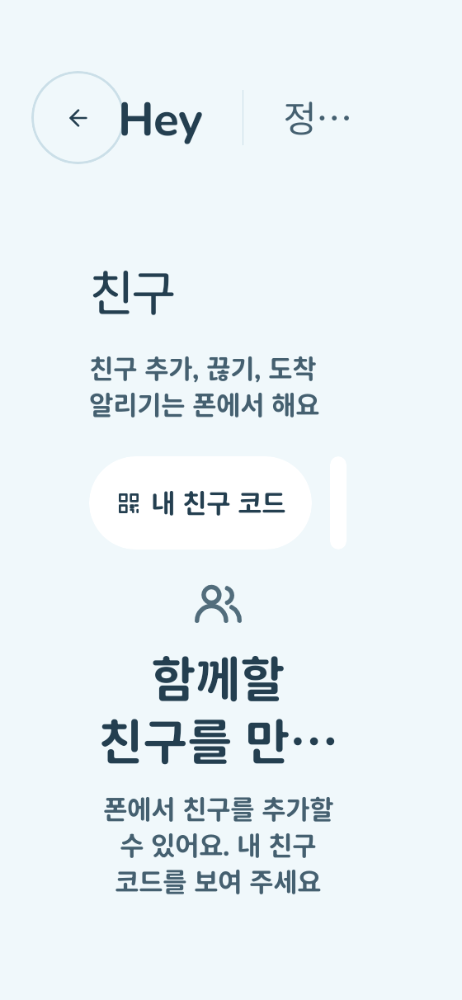 Hey
정···
친구
친구 추가, 끊기, 도착
알리기는 폰에서 해요
내 친구 코드
함께할
친구를 만···
폰에서 친구를 추가할
수 있어요. 내 친구
코드를 보여 주세요